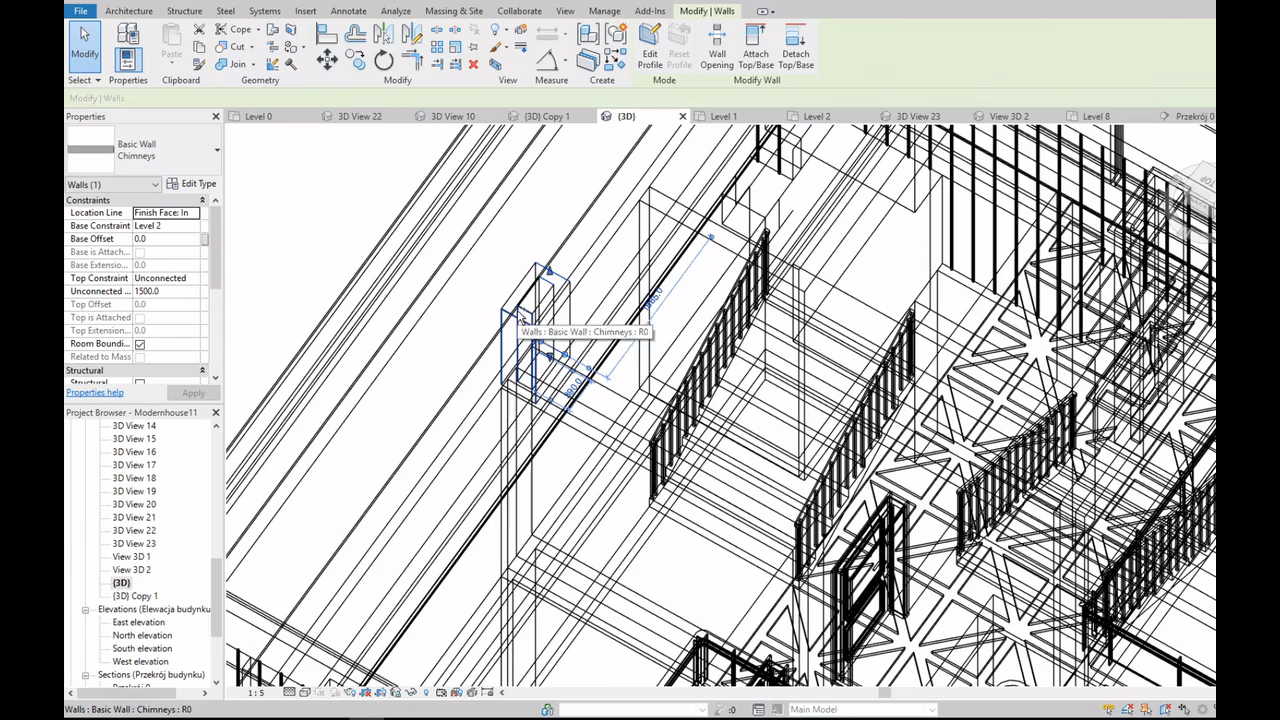 File Architecture Structure Steel Systems Insert Annotate Analyze Massing & Site Collaborate View Manage Add-Ins Modify | Walls
Modify Properties Paste Cope Cut Join Edit Profile Reset Profile Wall Opening Attach Top/Base Detach Top/Base
Select Properties Clipboard Geometry Modify View Measure Create Mode Modify Wall
Modify | Walls
Properties
Level 0 3D View 22 3D View 10 {3D} Copy 1 {3D} Level 1 Level 2 3D View 23 View 3D 2 Level 8 Przekrój 0
Basic Wall
Chimneys
Walls (1) Edit Type
Constraints
Location Line Finish Face: In
Base Constraint Level 2
Base Offset 0.0
Base is Attach...
Base Extensio... 0.0
Top Constraint Unconnected
Unconnected ... 1500.0
Top Offset 0.0
Top is Attached
Top Extension... 0.0
Room Boundi...
Related to Mass
Structural
Properties help Apply
Walls : Basic Wall : Chimneys : R0
Project Browser - Modernhouse11
3D View 14
3D View 15
3D View 16
3D View 17
3D View 18
3D View 19
3D View 20
3D View 21
3D View 22
3D View 23
View 3D 1
View 3D 2
{3D}
{3D} Copy 1
Elevations (Elewacja budynku
East elevation
North elevation
South elevation
West elevation
Sections (Przekrój budynku)
1 : 5
Walls : Basic Wall : Chimneys : R0 :0 Main Model